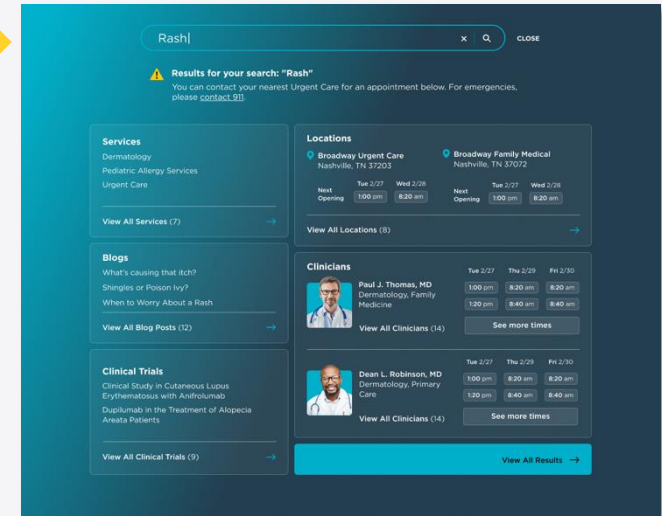 Rash
CLOSE
Results for your search: "Rash"
You can contact your nearest Urgent Care for an appointment below. For emergencies,
please contact 911.
Services
Dermatology
Pediatric Allergy Services
Urgent Care
View All Services (7)
Blogs
What's causing that itch?
Shingles or Poison Ivy?
When to Worry About a Rash
View All Blog Posts (12)
Clinical Trials
Clinical Study in Cutaneous Lupus
Erythematosus with Anifrolumab
Dupilumab in the Treatment of Alopecia
Areata Patients
View All Clinical Trials (9)
Locations
Broadway Urgent Care
Nashville, TN 37203
Tue 2/27 Wed 2/28
Next
Opening
1:00 pm 8:20 am
Broadway Family Medical
Nashville, TN 37072
Tue 2/27 Wed 2/28
Next
Opening
1:00 pm 8:20 am
View All Locations (8)
Clinicians
Paul J. Thomas, MD
Dermatology, Family
Medicine
View All Clinicians (14)
Tue 2/27 Thu 2/29 Fri 2/30
1:00 pm 8:20 am 8:20 am
1:20 pm 8:40 am 8:40 am
See more times
Dean L. Robinson, MD
Dermatology, Primary
Care
View All Clinicians (14)
Tue 2/27 Thu 2/29 Fri 2/30
1:00 pm 8:20 am 8:20 am
1:20 pm 8:40 am 8:40 am
See more times
View All Results